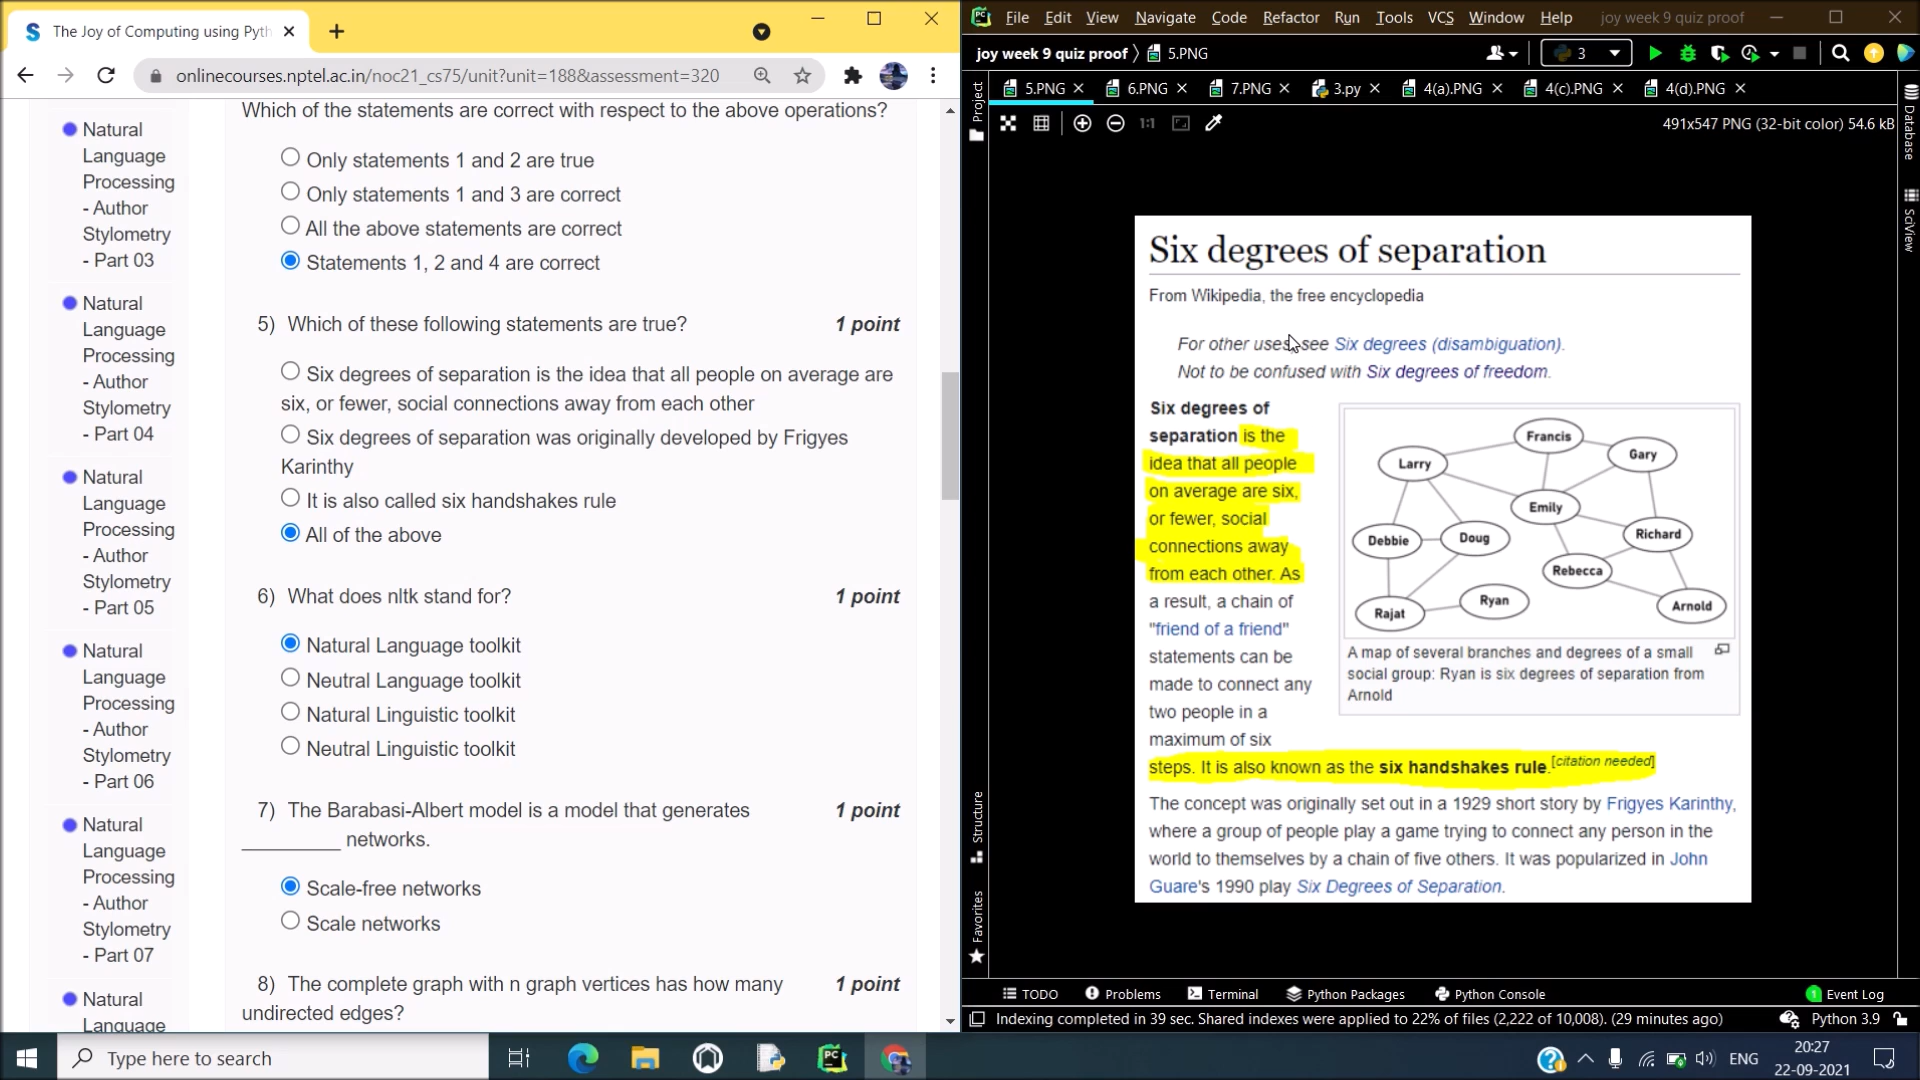 The Joy of Computing using Pyth
onlinecourses.nptel.ac.in/noc21_cs75/unit?unit=188&assessment=320
Natural
Language
Processing
- Author
Stylometry
- Part 03
Natural
Language
Processing
- Author
Stylometry
- Part 04
Natural
Language
Processing
- Author
Stylometry
- Part 05
Natural
Language
Processing
- Author
Stylometry
- Part 06
Natural
Language
Processing
- Author
Stylometry
- Part 07
Natural
Language
Which of the statements are correct with respect to the above operations?
Only statements 1 and 2 are true
Only statements 1 and 3 are correct
All the above statements are correct
Statements 1, 2 and 4 are correct
5) Which of these following statements are true? 1 point
Six degrees of separation is the idea that all people on average are
six, or fewer, social connections away from each other
Six degrees of separation was originally developed by Frigyes
Karinthy
It is also called six handshakes rule
All of the above
6) What does nltk stand for? 1 point
Natural Language toolkit
Neutral Language toolkit
Natural Linguistic toolkit
Neutral Linguistic toolkit
7) The Barabasi-Albert model is a model that generates 1 point
__________ networks.
Scale-free networks
Scale networks
8) The complete graph with n graph vertices has how many 1 point
undirected edges?
PC File Edit View Navigate Code Refactor Run Tools VCS Window Help joy week 9 quiz proof
joy week 9 quiz proof 5.PNG 3
5.PNG 6.PNG 7.PNG 3.py 4(a).PNG 4(c).PNG 4(d).PNG
1:1 491x547 PNG (32-bit color) 54.6 kB
Project
Structure
Favorites
Database
SciView
Six degrees of separation
From Wikipedia, the free encyclopedia
For other uses, see Six degrees (disambiguation).
Not to be confused with Six degrees of freedom.
Six degrees of
separation is the
idea that all people
on average are six,
or fewer, social
connections away
from each other. As
a result, a chain of
"friend of a friend"
statements can be
made to connect any
two people in a
maximum of six
steps. It is also known as the six handshakes rule.[citation needed]
Francis
Larry
Gary
Emily
Debbie
Doug
Richard
Rebecca
Rajat
Ryan
Arnold
A map of several branches and degrees of a small
social group: Ryan is six degrees of separation from
Arnold
The concept was originally set out in a 1929 short story by Frigyes Karinthy,
where a group of people play a game trying to connect any person in the
world to themselves by a chain of five others. It was popularized in John
Guare's 1990 play Six Degrees of Separation.
TODO Problems Terminal Python Packages Python Console 1 Event Log
Indexing completed in 39 sec. Shared indexes were applied to 22% of files (2,222 of 10,008). (29 minutes ago) Python 3.9
Type here to search
ENG
20:27
22-09-2021